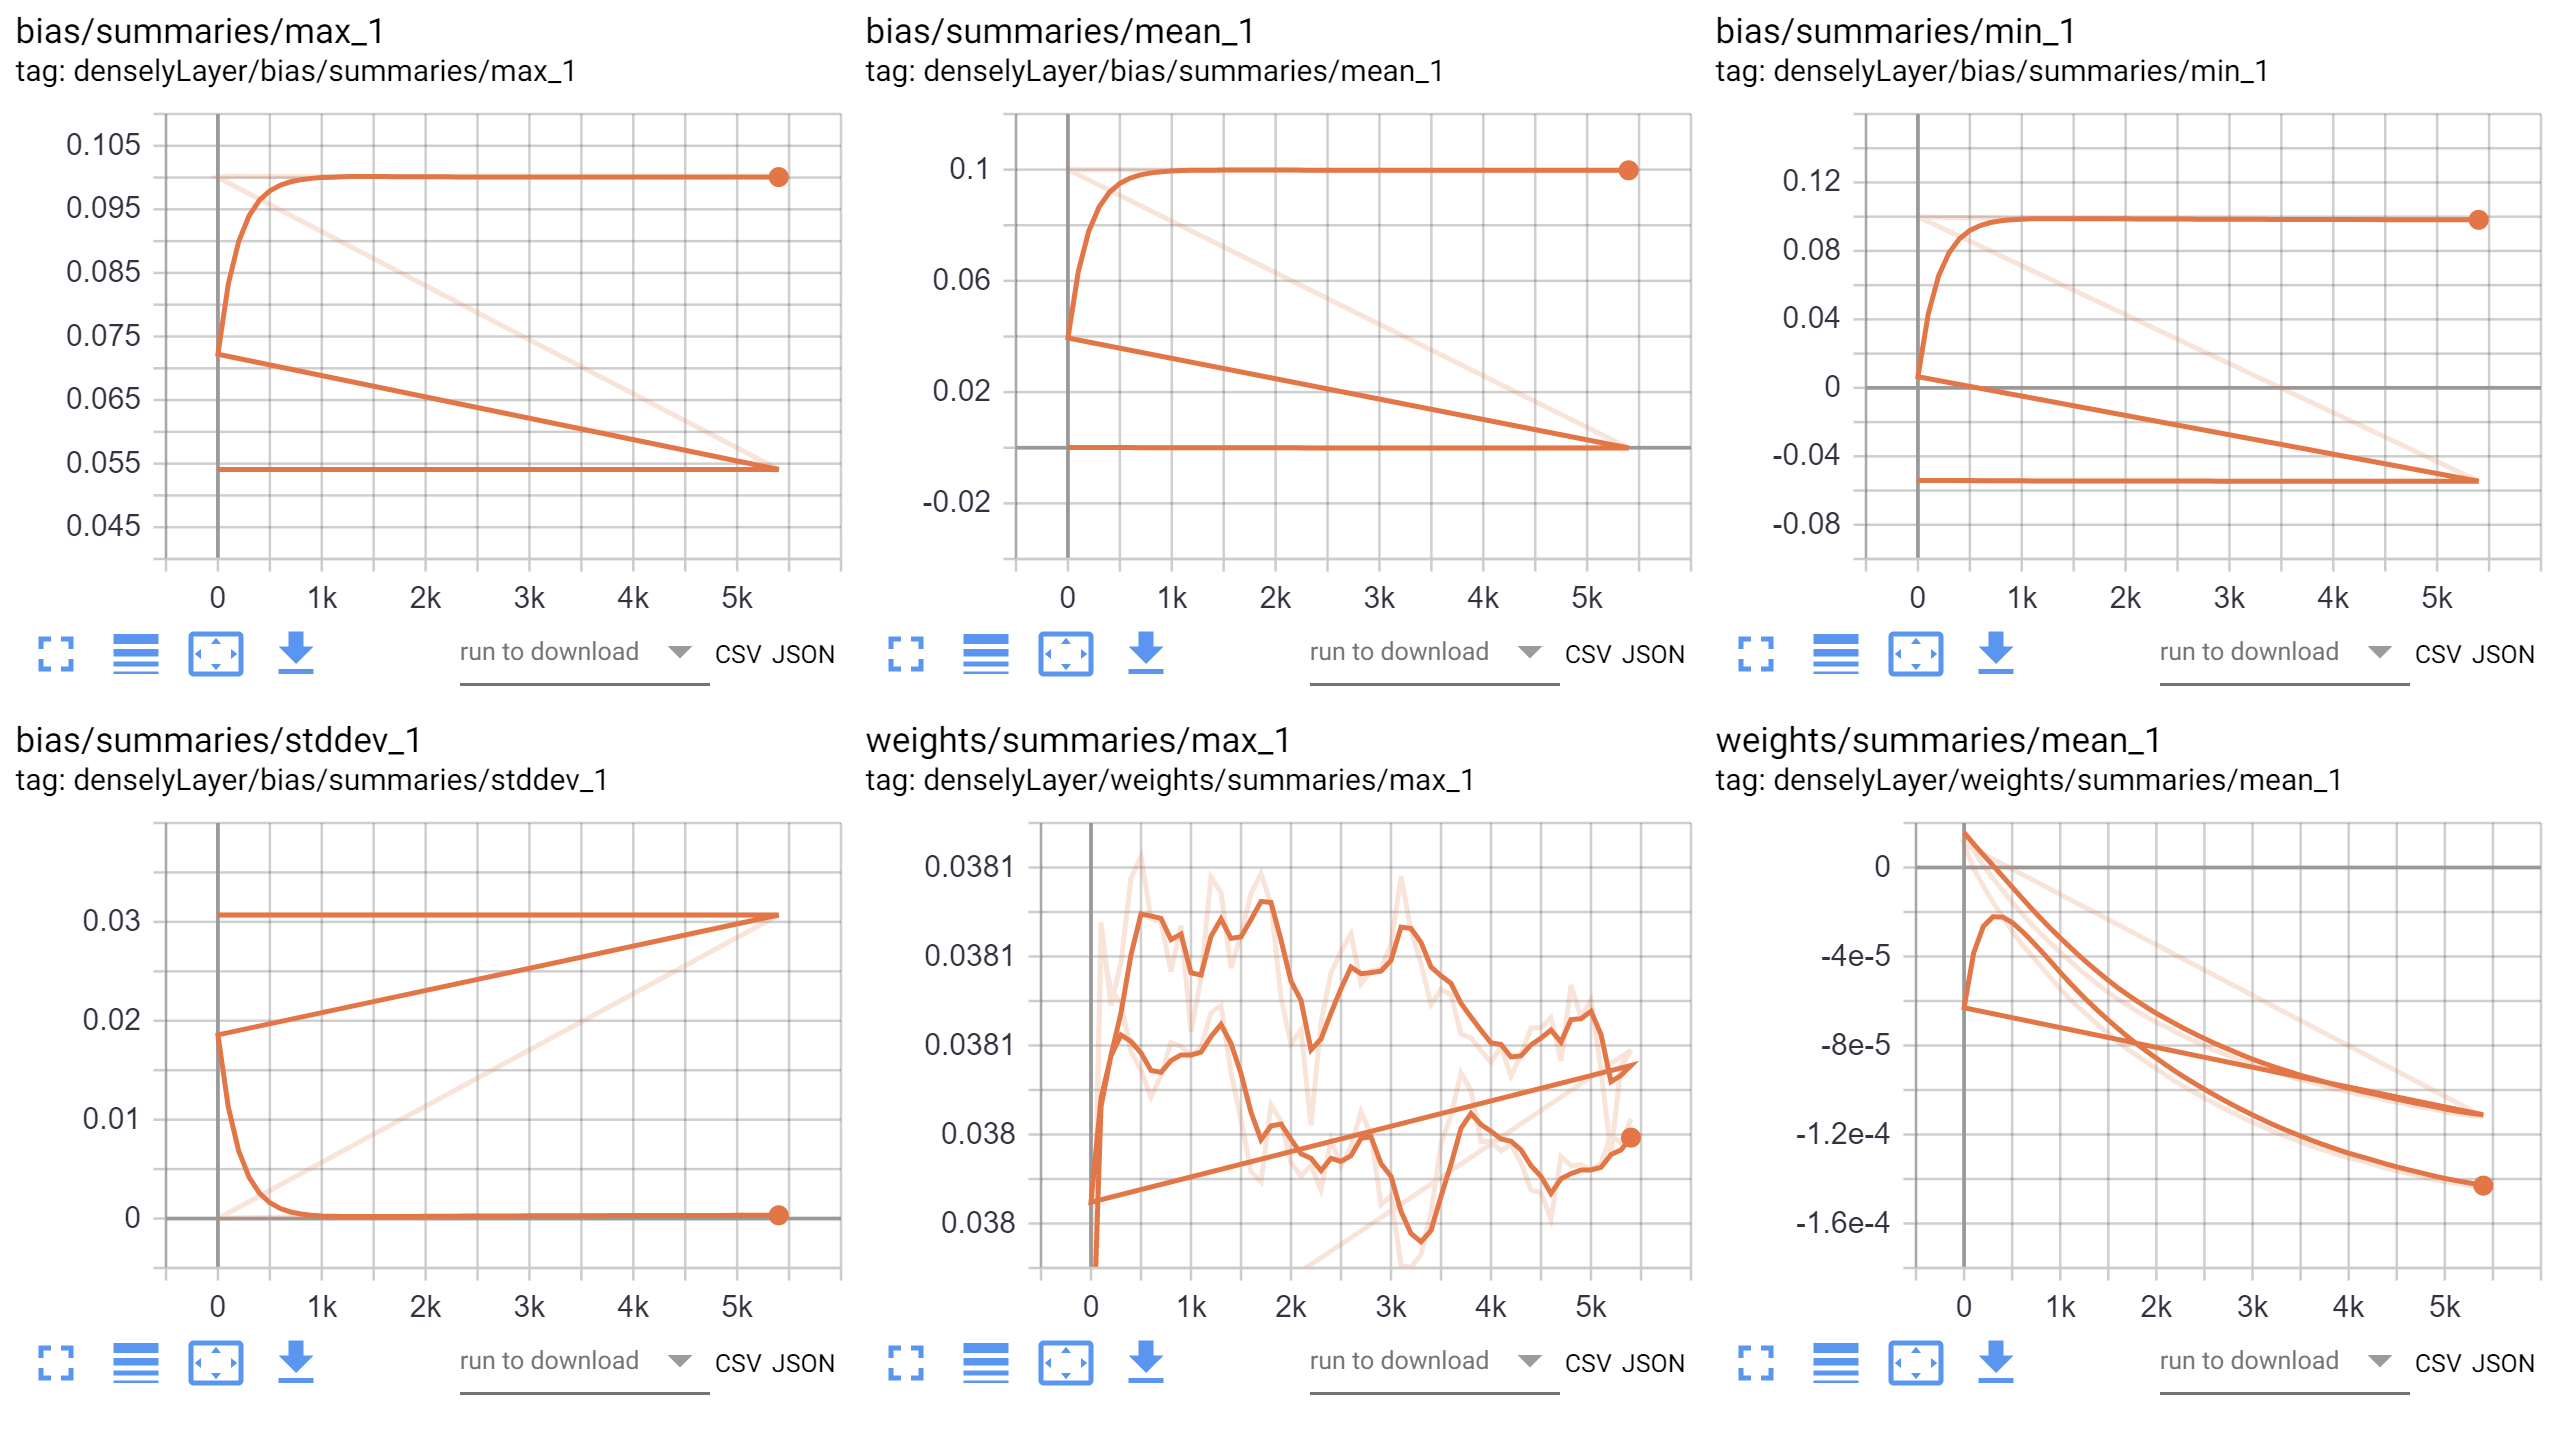 bias/summaries/max_1
tag: denselyLayer/bias/summaries/max_1
0.105
0.095
0.085
0.075
0.065
0.055
0.045
0 1k 2k 3k 4k 5k
run to download CSV JSON
bias/summaries/mean_1
tag: denselyLayer/bias/summaries/mean_1
0.1
0.06
0.02
-0.02
0 1k 2k 3k 4k 5k
run to download CSV JSON
bias/summaries/min_1
tag: denselyLayer/bias/summaries/min_1
0.12
0.08
0.04
0
-0.04
-0.08
0 1k 2k 3k 4k 5k
run to download CSV JSON
bias/summaries/stddev_1
tag: denselyLayer/bias/summaries/stddev_1
0.03
0.02
0.01
0
0 1k 2k 3k 4k 5k
run to download CSV JSON
weights/summaries/max_1
tag: denselyLayer/weights/summaries/max_1
0.0381
0.0381
0.0381
0.038
0.038
0 1k 2k 3k 4k 5k
run to download CSV JSON
weights/summaries/mean_1
tag: denselyLayer/weights/summaries/mean_1
0
-4e-5
-8e-5
-1.2e-4
-1.6e-4
0 1k 2k 3k 4k 5k
run to download CSV JSON